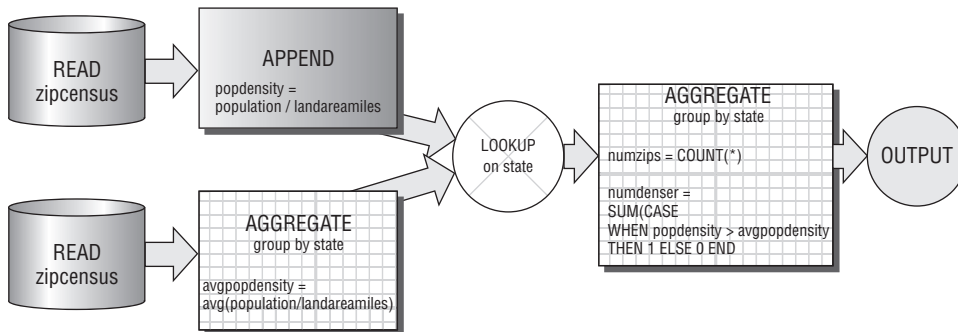 READ
zipcensus
APPEND
popdensity =
population / landareamiles
READ
zipcensus
AGGREGATE
group by state
avgpopdensity =
avg(population/landareamiles)
LOOKUP
on state
AGGREGATE
group by state
numzips = COUNT(*)
numdenser =
SUM(CASE
WHEN popdensity > avgpopdensity
THEN 1 ELSE 0 END
OUTPUT